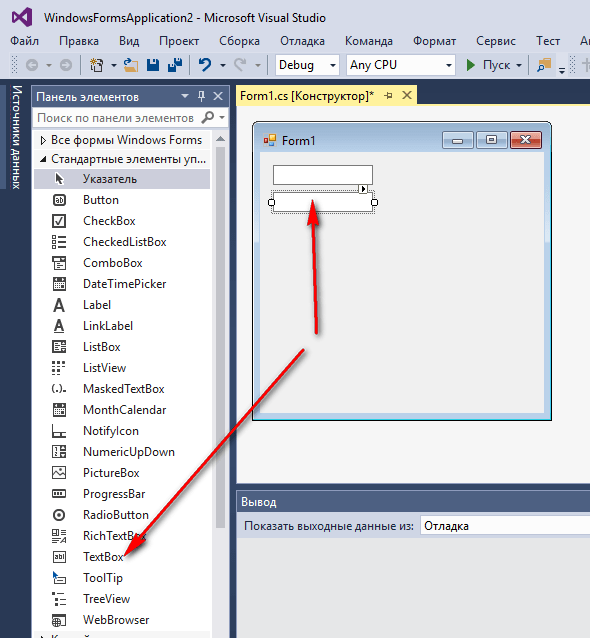 WindowsFormsApplication2 - Microsoft Visual Studio
Файл Правка Вид Проект Сборка Отладка Команда Формат Сервис Тест
Debug Any CPU Пуск
Источники данных
Панель элементов
Form1.cs [Конструктор]*
Поиск по панели элементов
Form1
Все формы Windows Forms
Стандартные элементы уп...
Указатель
Button
CheckBox
CheckedListBox
ComboBox
DateTimePicker
Label
LinkLabel
ListBox
ListView
MaskedTextBox
MonthCalendar
NotifyIcon
NumericUpDown
PictureBox
ProgressBar
RadioButton
RichTextBox
TextBox
ToolTip
TreeView
WebBrowser
Вывод
Показать выходные данные из: Отладка